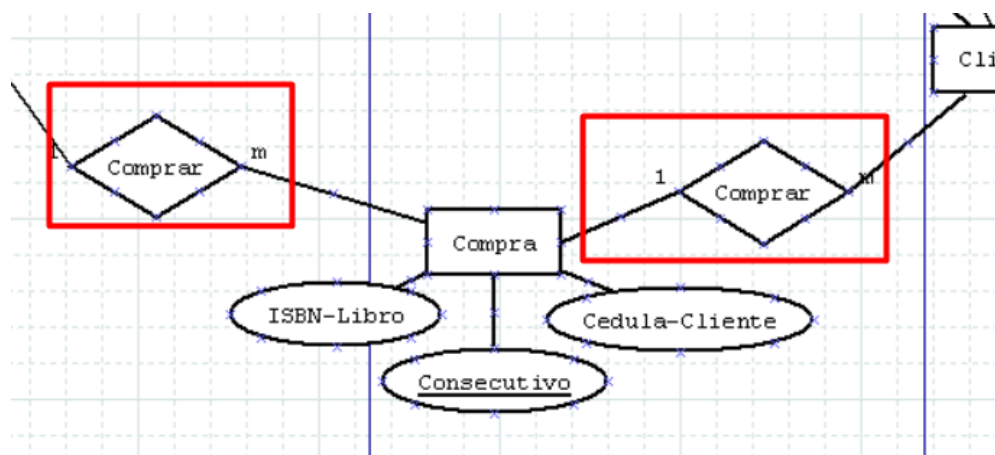 Cli
1
m
Comprar
1
Comprar
Compra
ISBN-Libro
Cedula-Cliente
Consecutivo